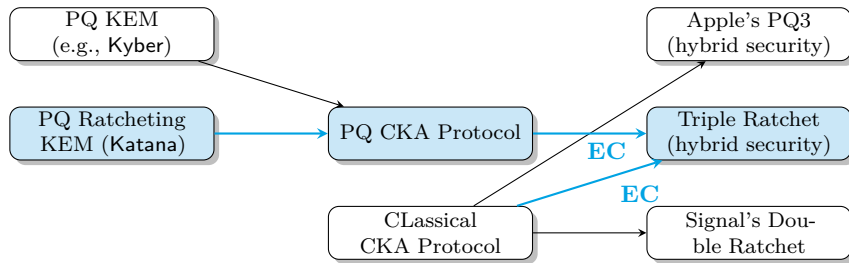 PQ KEM
(e.g., Kyber)
Apple's PQ3
(hybrid security)
PQ Ratcheting
KEM (Katana)
PQ CKA Protocol
Triple Ratchet
(hybrid security)
EC
EC
CLassical
CKA Protocol
Signal's Dou-
ble Ratchet